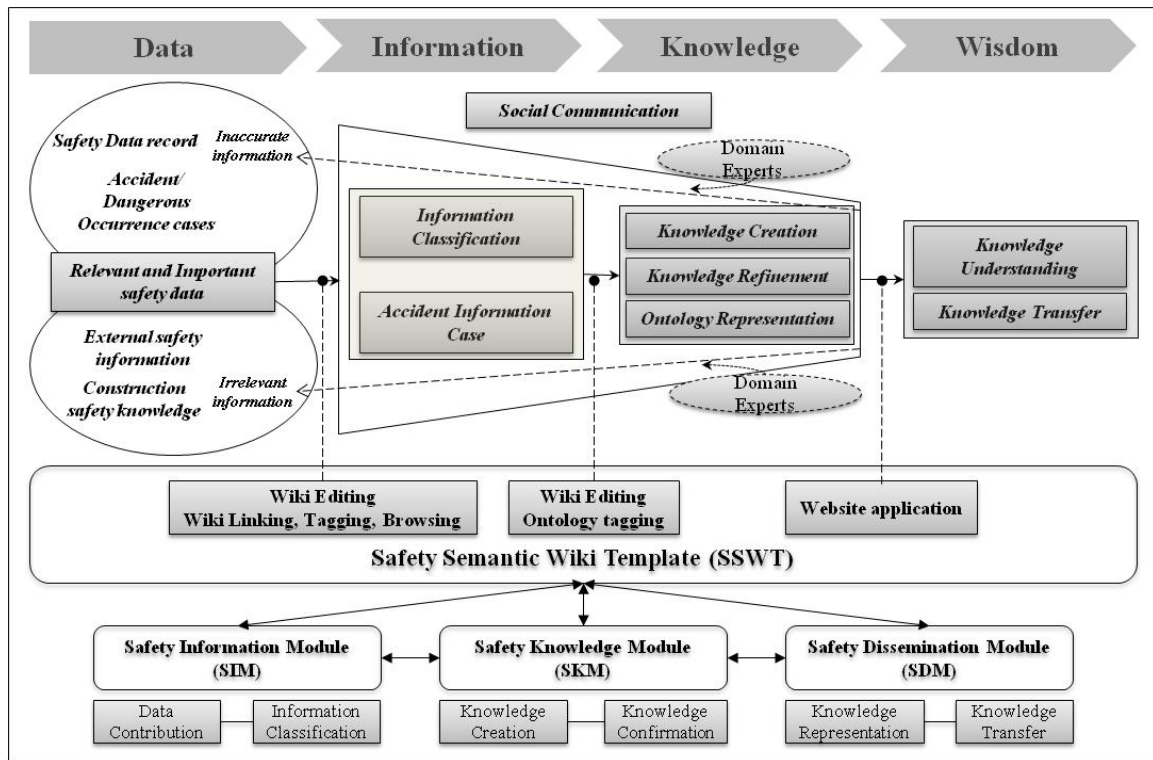 Data
Information
Knowledge
Wisdom
Social Communication
Safety Data record
Inaccurate
information
Accident/
Dangerous
Occurrence cases
Domain
Experts
Information
Classification
Accident Information
Case
Knowledge Creation
Knowledge Refinement
Ontology Representation
Knowledge
Understanding
Knowledge Transfer
Relevant and Important
safety data
External safety
information
Construction
safety knowledge
Irrelevant
information
Domain
Experts
Wiki Editing
Wiki Linking, Tagging, Browsing
Wiki Editing
Ontology tagging
Website application
Safety Semantic Wiki Template (SSWT)
Safety Information Module
(SIM)
Safety Knowledge Module
(SKM)
Safety Dissemination Module
(SDM)
Data
Contribution
Information
Classification
Knowledge
Creation
Knowledge
Confirmation
Knowledge
Representation
Knowledge
Transfer